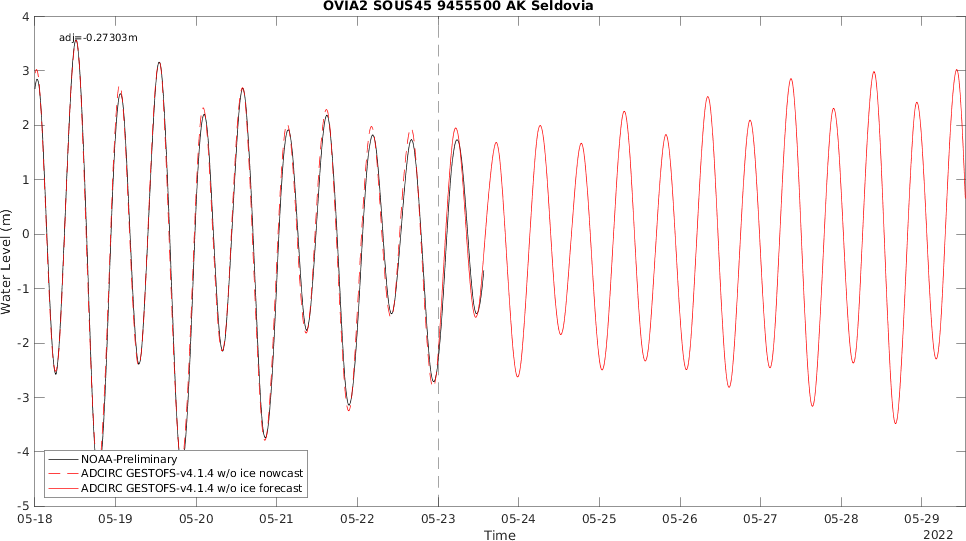 OVIA2 SOUS45 9455500 AK Seldovia
adj=-0.27303m
4
3
2
1
0
-1
-2
-3
-4
-5
Water Level (m)
NOAA-Preliminary
ADCIRC GESTOFS-v4.1.4 w/o ice nowcast
ADCIRC GESTOFS-v4.1.4 w/o ice forecast
05-18 05-19 05-20 05-21 05-22 05-23 05-24 05-25 05-26 05-27 05-28 05-29
Time
2022